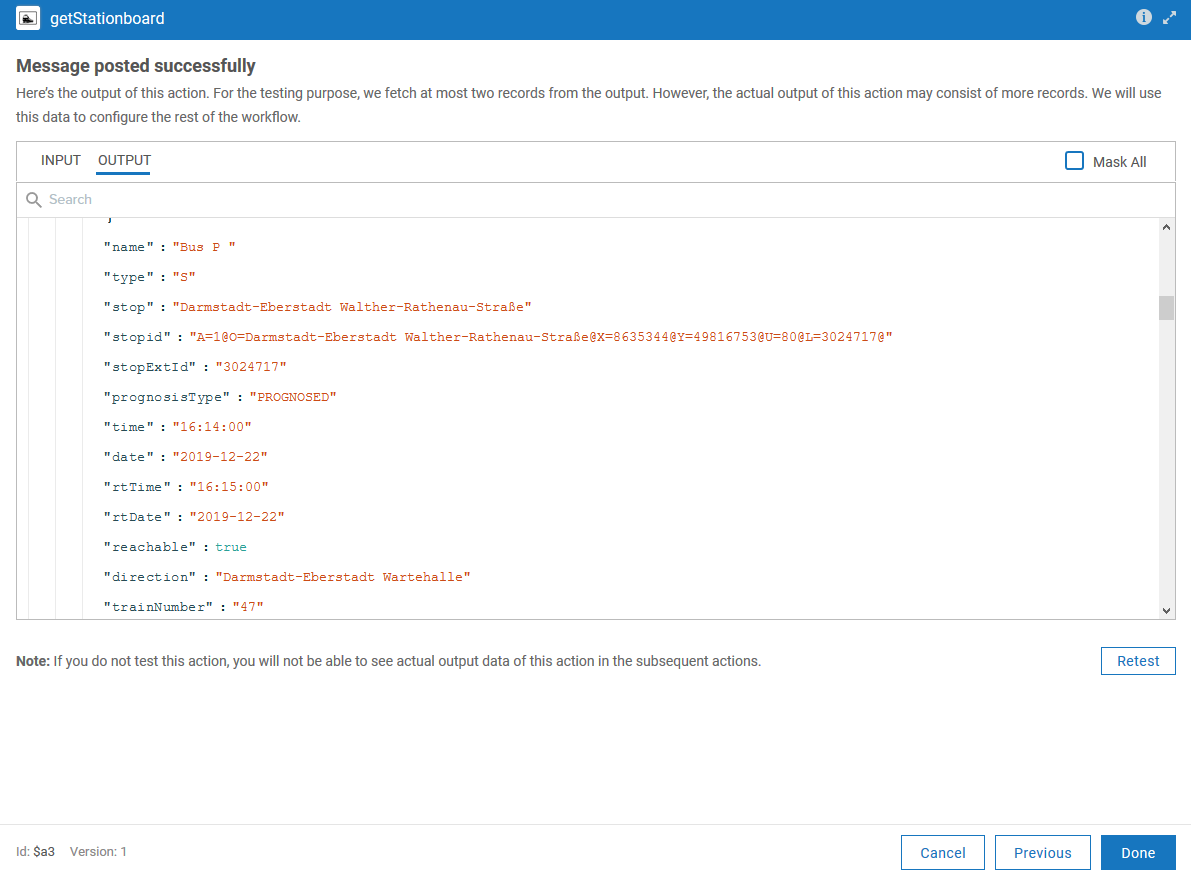 getStationboard
Message posted successfully
Here's the output of this action. For the testing purpose, we fetch at most two records from the output. However, the actual output of this action may consist of more records. We will use
this data to configure the rest of the workflow.
INPUT OUTPUT Mask All
Search
"name" : "Bus P "
"type" : "S"
"stop" : "Darmstadt-Eberstadt Walther-Rathenau-Straße"
"stopid" : "A=1@O=Darmstadt-Eberstadt Walther-Rathenau-Straße@X=8635344@Y=49816753@U=80@L=3024717@"
"stopExtId" : "3024717"
"prognosisType" : "PROGNOSED"
"time" : "16:14:00"
"date" : "2019-12-22"
"rtTime" : "16:15:00"
"rtDate" : "2019-12-22"
"reachable" : true
"direction" : "Darmstadt-Eberstadt Wartehalle"
"trainNumber" : "47"
Note: If you do not test this action, you will not be able to see actual output data of this action in the subsequent actions.
Retest
Id: $a3 Version: 1
Cancel Previous Done